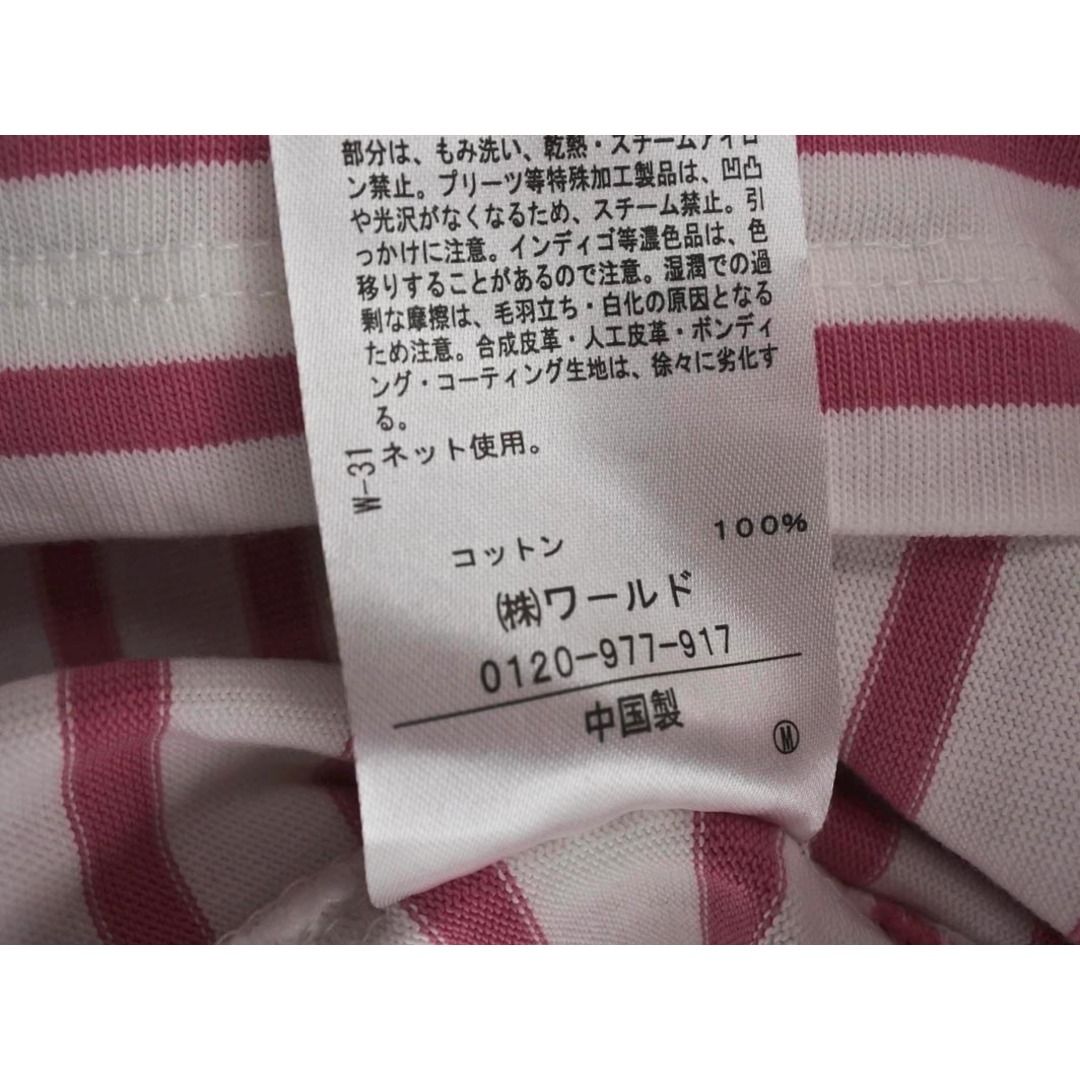 部分は、もみ洗い、乾熱・スチームアイロ
ン禁止。プリーツ等特殊加工製品は、凹凸
や光沢がなくなるため、スチーム禁止。引
っかけに注意。インディゴ等濃色品は、色
移りすることがあるので注意。湿潤での過
剰な摩擦は、毛羽立ち・白化の原因となる
ため注意。合成皮革・人工皮革・ボンディ
ング・コーティング生地は、徐々に劣化す
る。
ネット使用。
W-31
コットン 100%
㈱ワールド
0120-977-917
中国製
Ⓜ